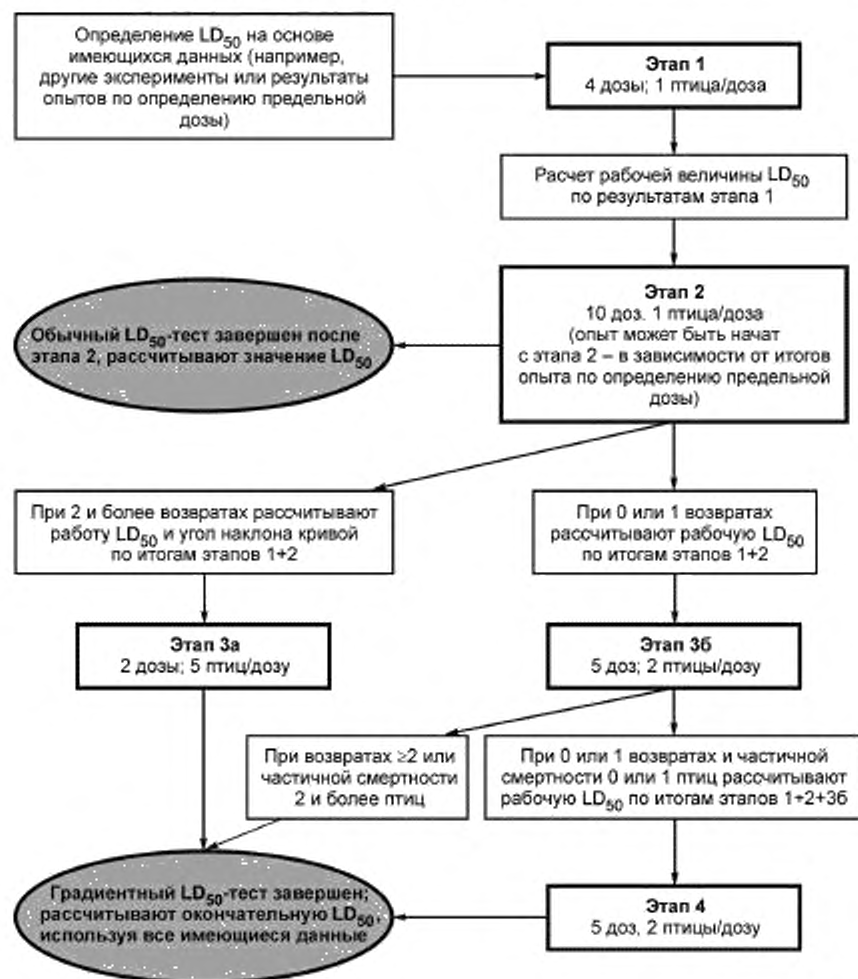 Определение LD₅₀ на основе
имеющихся данных (например,
другие эксперименты или результаты
опытов по определению предельной
дозы)
Этап 1
4 дозы; 1 птица/доза
Расчет рабочей величины LD₅₀
по результатам этапа 1
Этап 2
10 доз. 1 птица/доза
(опыт может быть начат
с этапа 2 – в зависимости от итогов
опыта по определению предельной
дозы)
Обычный LD₅₀-тест завершен после
этапа 2, рассчитывают значение LD₅₀
При 2 и более возвратах рассчитывают
работу LD₅₀ и угол наклона кривой
по итогам этапов 1+2
При 0 или 1 возвратах
рассчитывают рабочую LD₅₀
по итогам этапов 1+2
Этап 3а
2 дозы; 5 птиц/дозу
Этап 3б
5 доз; 2 птицы/дозу
При возвратах ≥2 или
частичной смертности
2 и более птиц
При 0 или 1 возвратах и частичной
смертности 0 или 1 птиц рассчитывают
рабочую LD₅₀ по итогам этапов 1+2+3б
Градиентный LD₅₀-тест завершен;
рассчитывают окончательную LD₅₀,
используя все имеющиеся данные
Этап 4
5 доз, 2 птицы/дозу